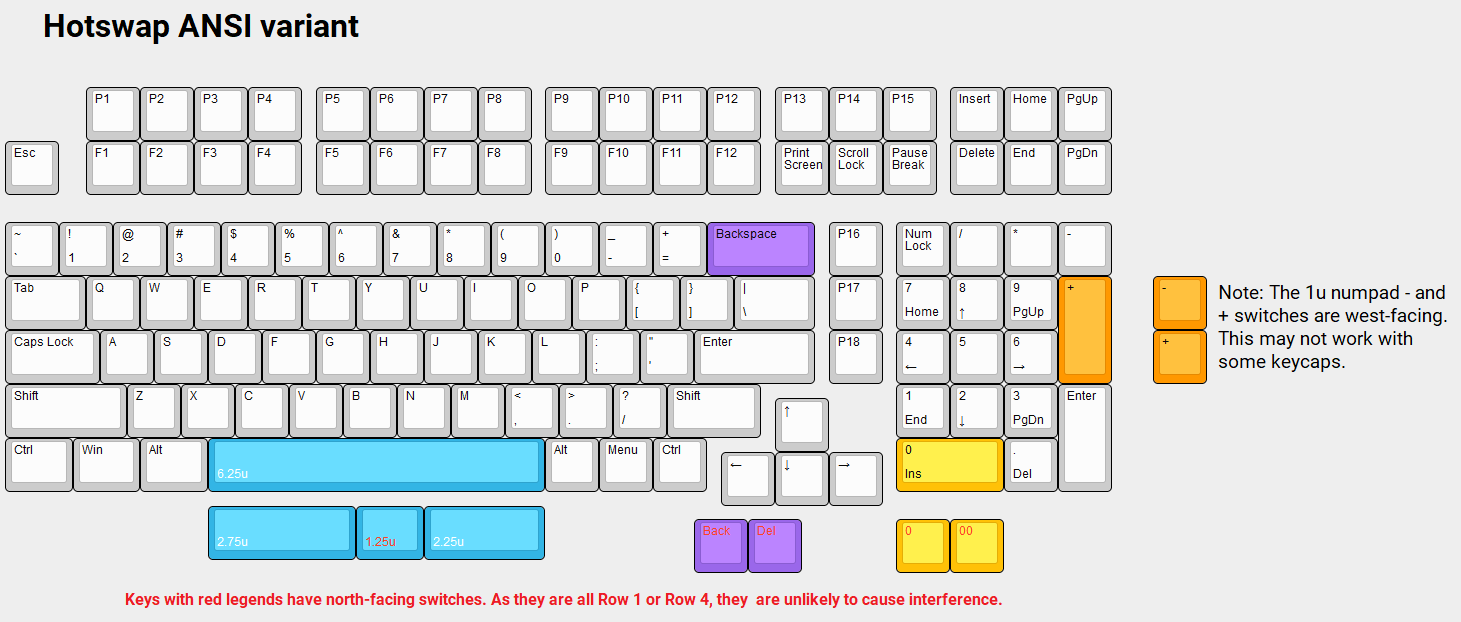 Hotswap ANSI variant
P1 P2 P3 P4 P5 P6 P7 P8 P9 P10 P11 P12 P13 P14 P15 Insert Home PgUp
Esc F1 F2 F3 F4 F5 F6 F7 F8 F9 F10 F11 F12 Print Scroll Pause Delete End PgDn
Screen Lock Break
~ ! @ # $ % ^ & * ( ) _ + Backspace P16 Num / * -
Lock
` 1 2 3 4 5 6 7 8 9 0 - =
Tab Q W E R T Y U I O P { } | P17 7 8 9 + -
[ ] \ Home ↑ PgUp
Note: The 1u numpad - and
+ switches are west-facing.
This may not work with
some keycaps.
Caps Lock A S D F G H J K L : " Enter P18 4 5 6 +
; ' ← →
Shift Z X C V B N M < > ? Shift ↑ 1 2 3 Enter
, . / End ↓ PgDn
Ctrl Win Alt Alt Menu Ctrl ← ↓ → 0 .
6.25u Ins Del
Back Del 0 00
2.75u 1.25u 2.25u
Keys with red legends have north-facing switches. As they are all Row 1 or Row 4, they are unlikely to cause interference.